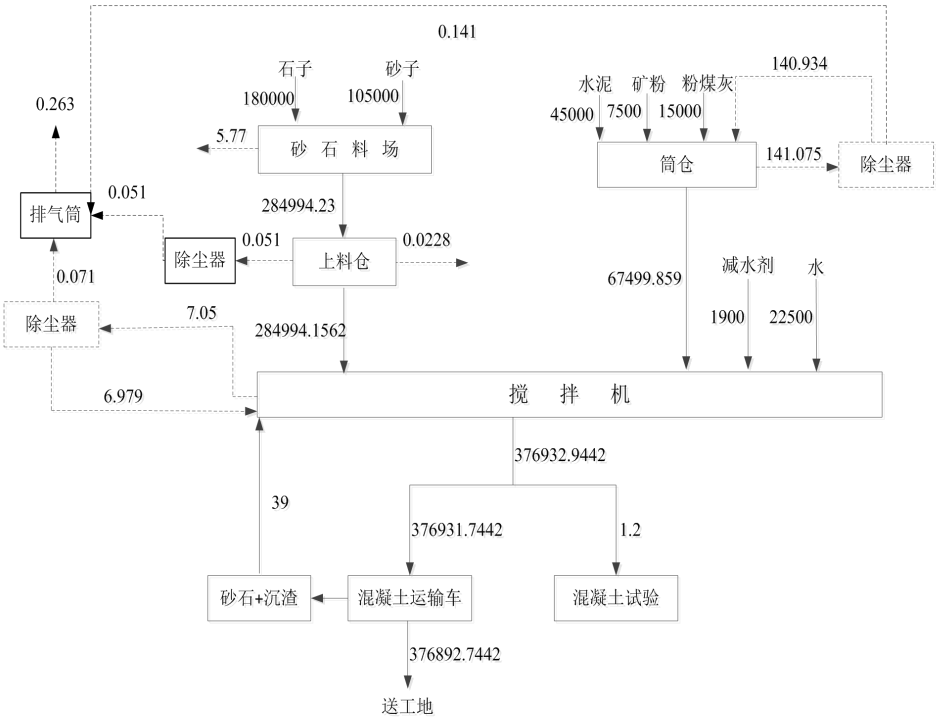 0.141
石子
砂子
140.934
水泥
矿粉
粉煤灰
180000
105000
45000
7500
15000
0.263
5.77
砂 石 料 场
筒仓
141.075
除尘器
0.051
284994.23
排气筒
0.051
0.0228
除尘器
上料仓
67499.859
减水剂
水
0.071
除尘器
7.05
284994.1562
1900
22500
6.979
搅 拌 机
376932.9442
39
376931.7442
1.2
砂石+沉渣
混凝土运输车
混凝土试验
376892.7442
送工地